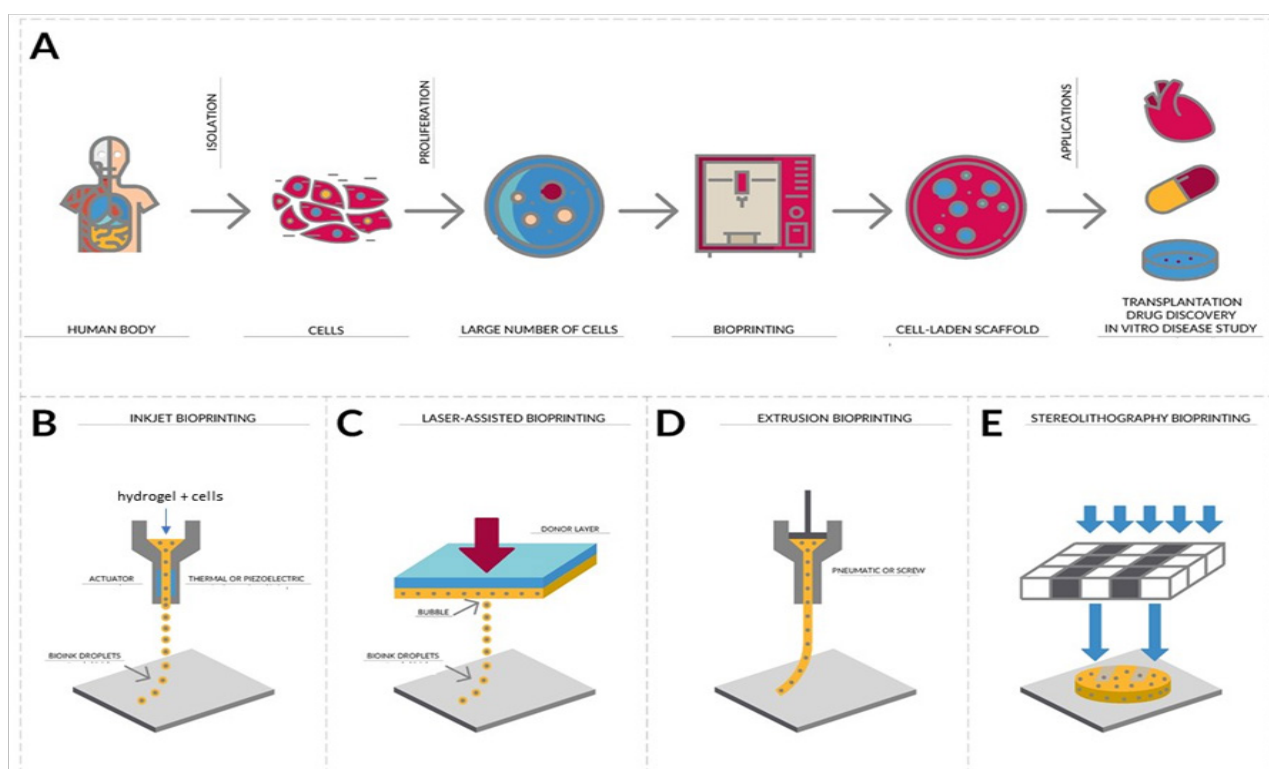 A
ISOLATION
PROLIFERATION
APPLICATIONS
HUMAN BODY
CELLS
LARGE NUMBER OF CELLS
BIOPRINTING
CELL-LADEN SCAFFOLD
TRANSPLANTATION
DRUG DISCOVERY
IN VITRO DISEASE STUDY
B
INKJET BIOPRINTING
hydrogel + cells
ACTUATOR
THERMAL OR PIEZOELECTRIC
BIOINK DROPLETS
C
LASER-ASSISTED BIOPRINTING
DONOR LAYER
BUBBLE
BIOINK DROPLETS
D
EXTRUSION BIOPRINTING
PNEUMATIC OR SCREW
E
STEREOLITHOGRAPHY BIOPRINTING